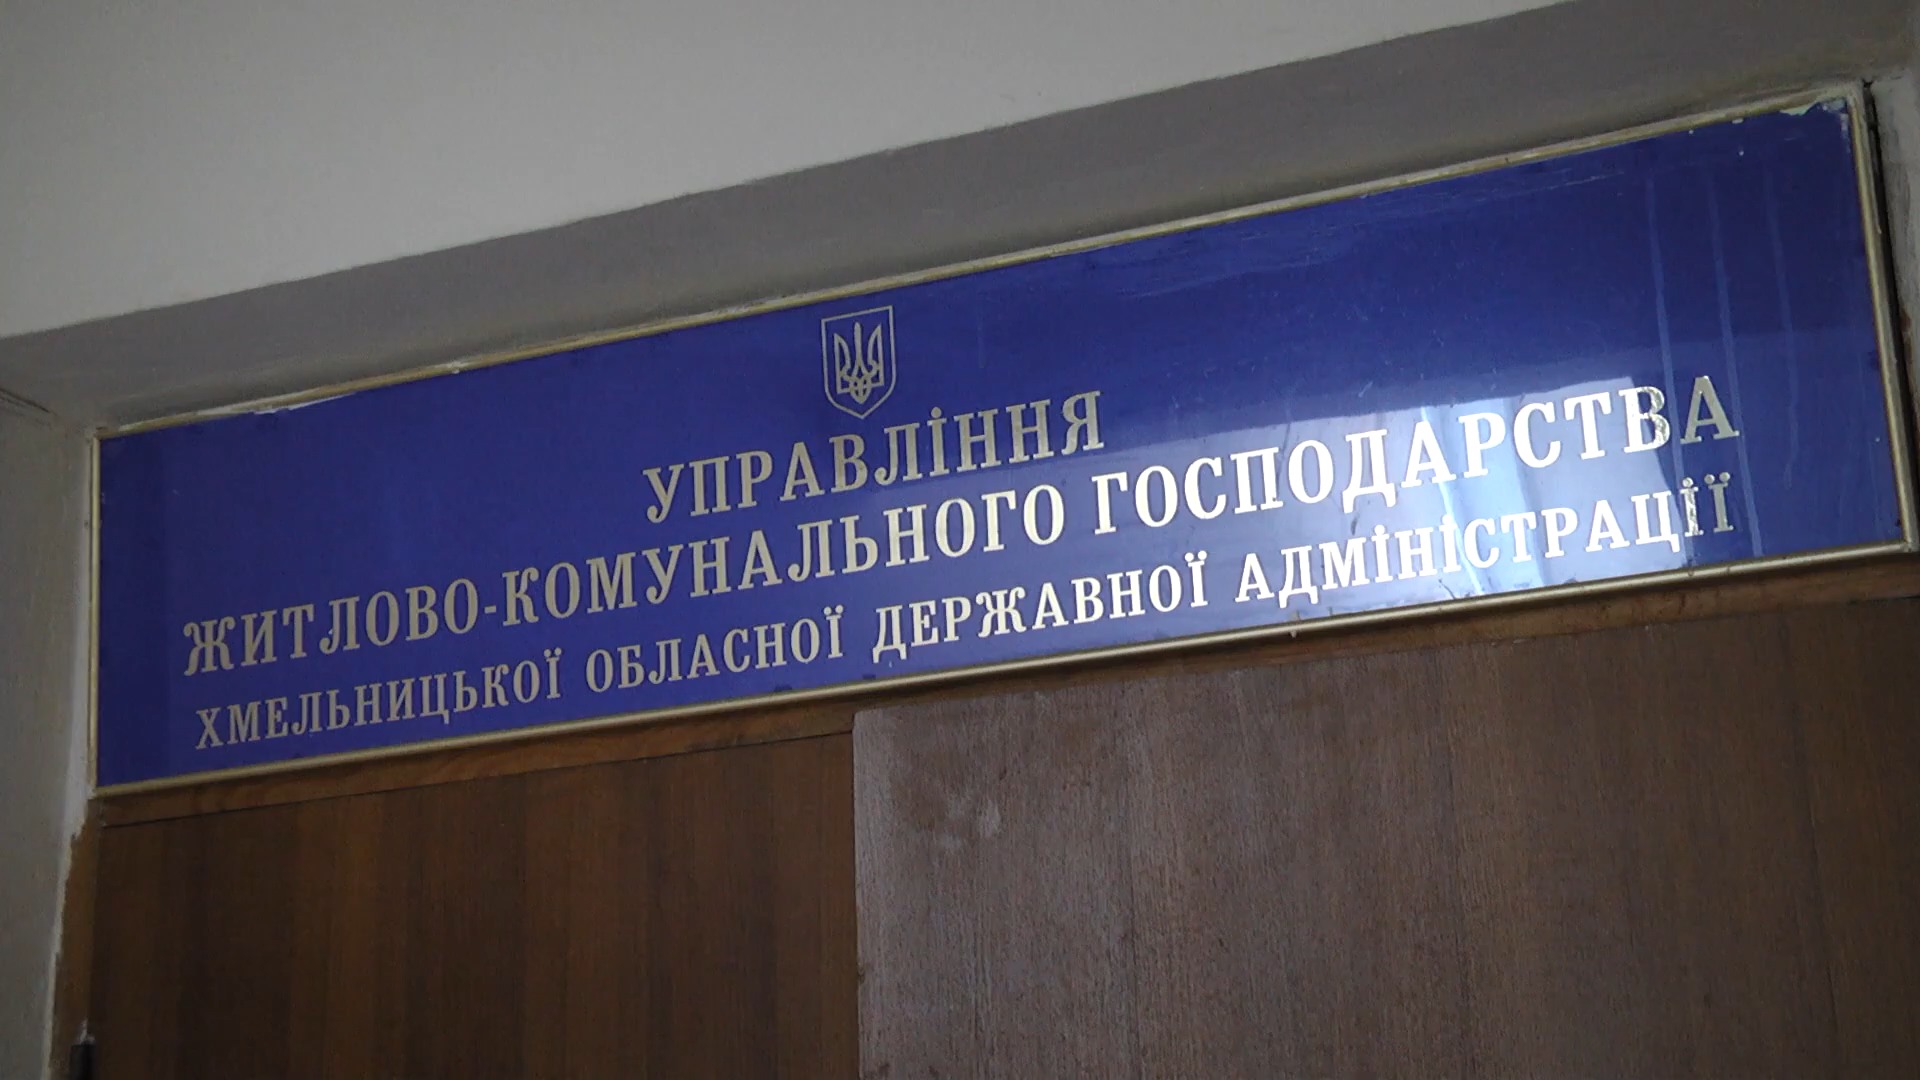 УПРАВЛІННЯ
ЖИТЛОВО-КОМУНАЛЬНОГО ГОСПОДАРСТВА
ХМЕЛЬНИЦЬКОЇ ОБЛАСНОЇ ДЕРЖАВНОЇ АДМІНІСТРАЦІЇ